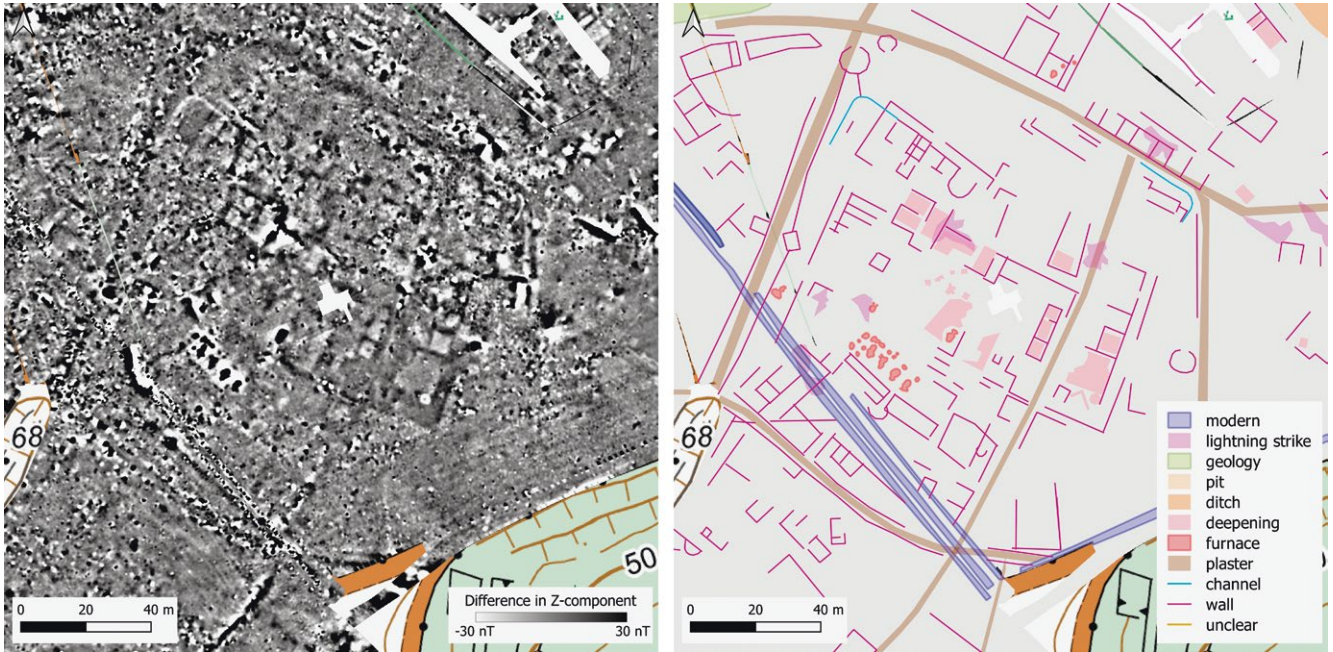 68
50
0 20 40 m
Difference in Z-component
-30 nT 30 nT
68
modern
lightning strike
geology
pit
ditch
deepening
furnace
plaster
channel
wall
unclear
0 20 40 m